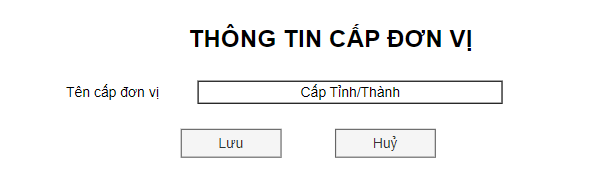 THÔNG TIN CẤP ĐƠN VỊ
Tên cấp đơn vị Cấp Tỉnh/Thành
Lưu Huỷ